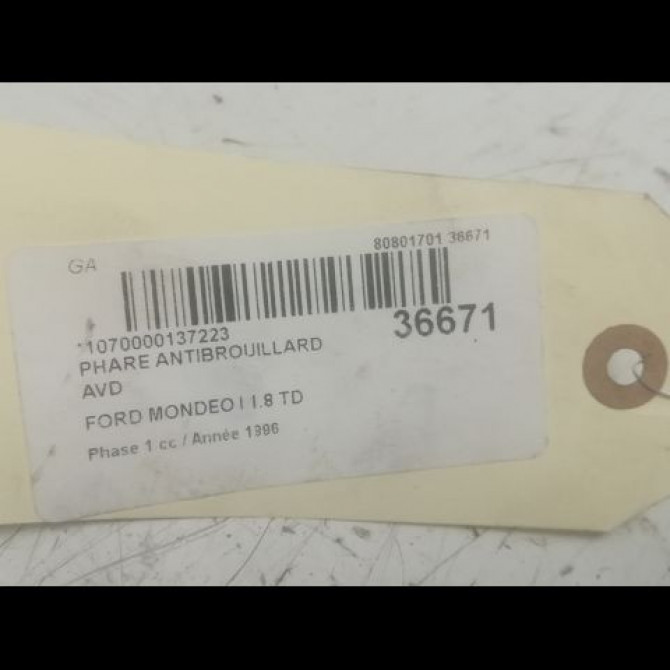 GA
80801701 36671
*1070000137223
36671
PHARE ANTIBROUILLARD
AVD
FORD MONDEO I 1.8 TD
Phase 1 cc / Année 1996